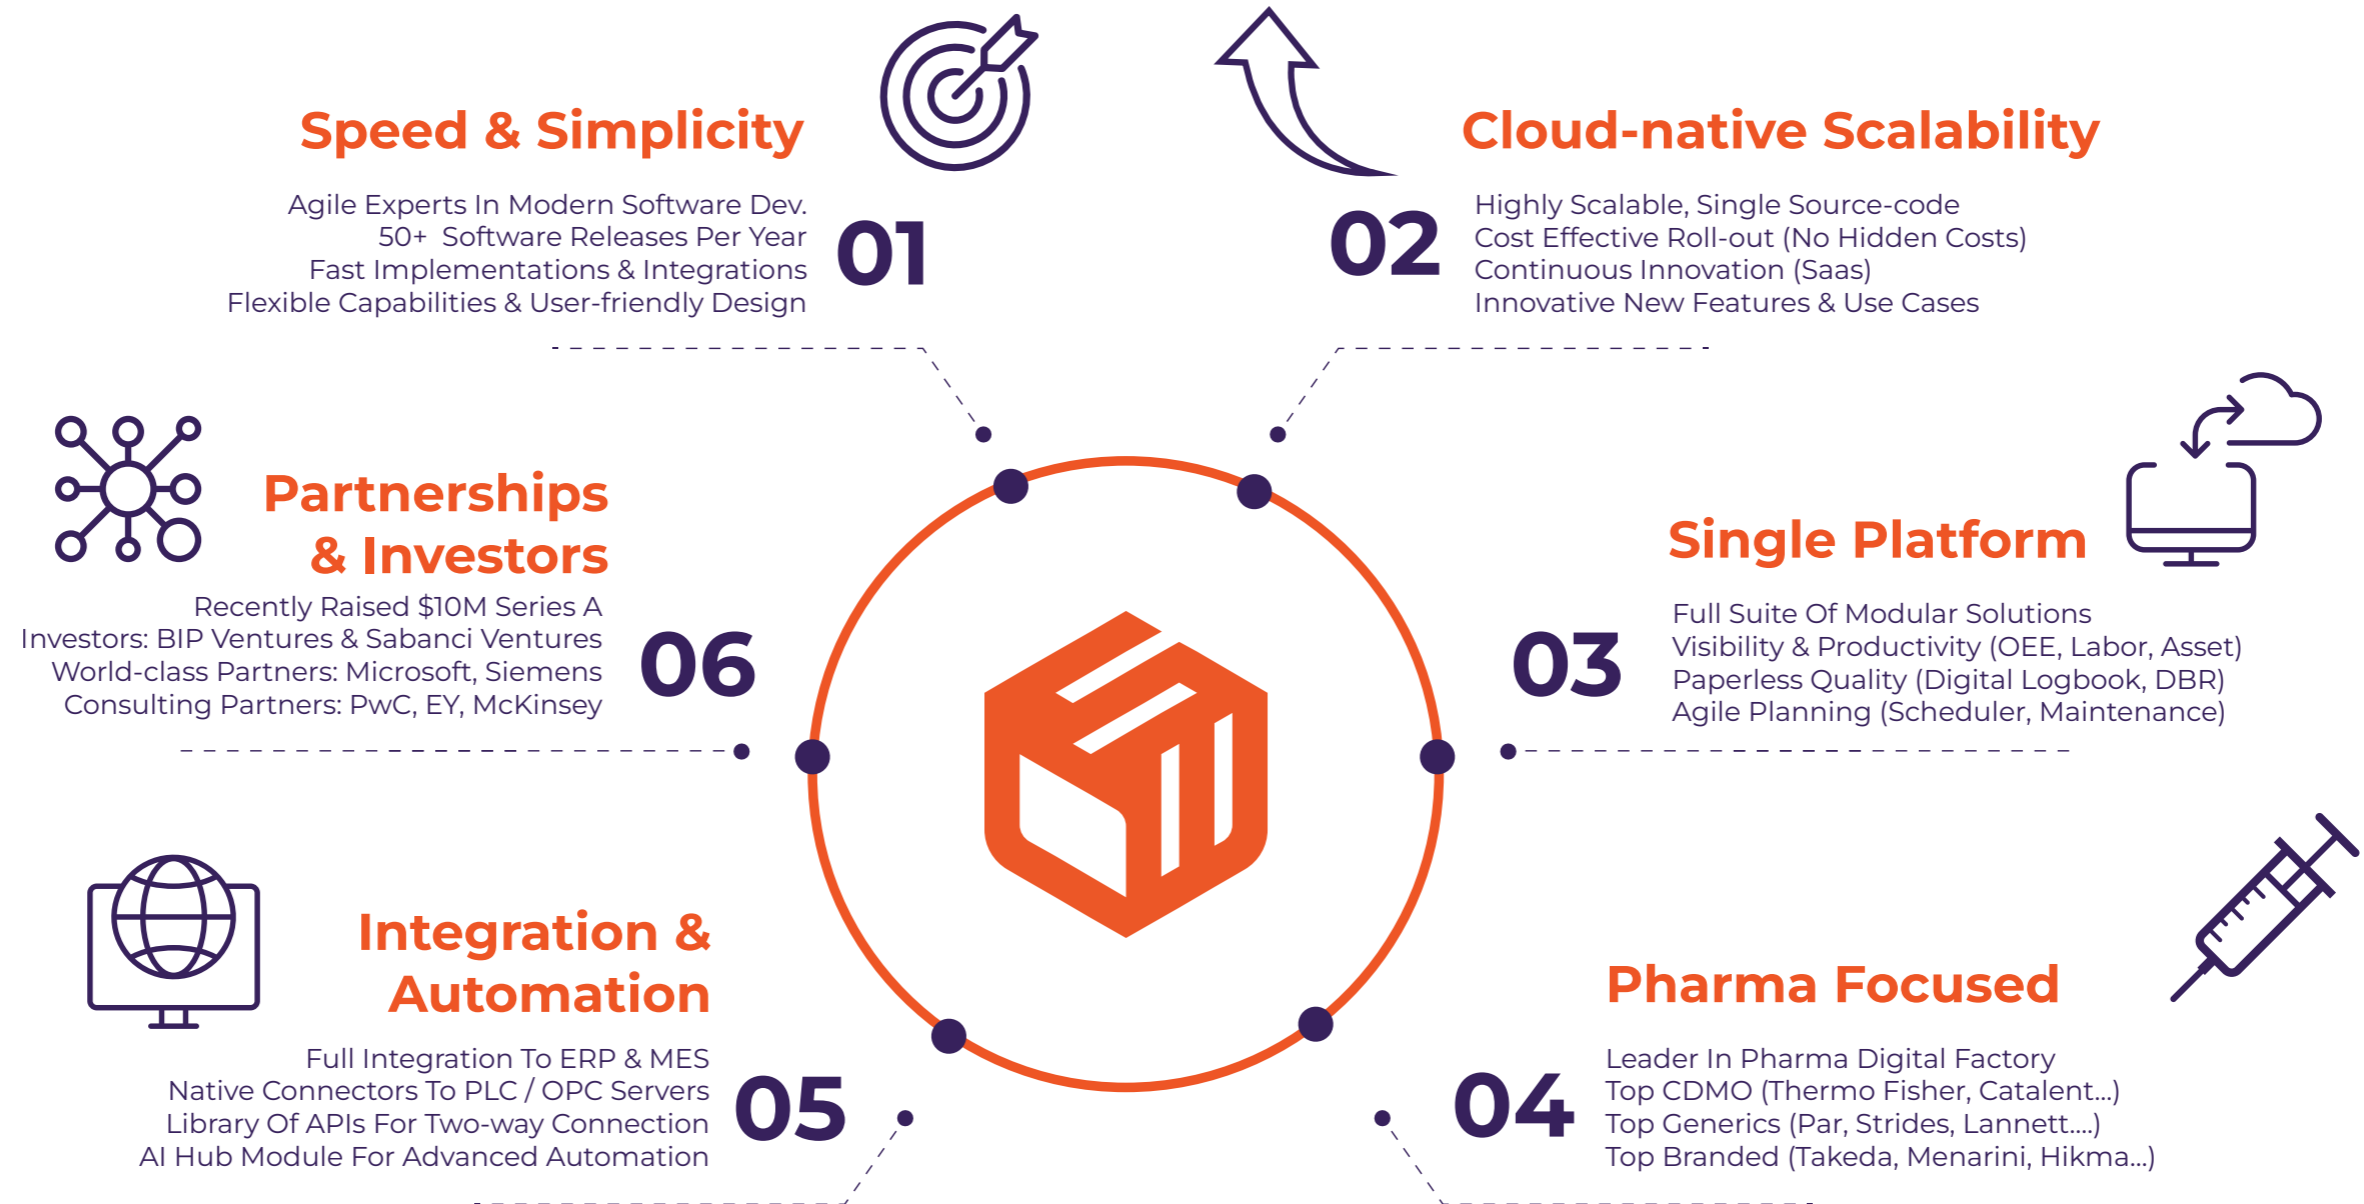 Speed & Simplicity
Agile Experts In Modern Software Dev.
50+ Software Releases Per Year
Fast Implementations & Integrations
Flexible Capabilities & User-friendly Design
01
Cloud-native Scalability
02
Highly Scalable, Single Source-code
Cost Effective Roll-out (No Hidden Costs)
Continuous Innovation (Saas)
Innovative New Features & Use Cases
Single Platform
03
Full Suite Of Modular Solutions
Visibility & Productivity (OEE, Labor, Asset)
Paperless Quality (Digital Logbook, DBR)
Agile Planning (Scheduler, Maintenance)
Pharma Focused
04
Leader In Pharma Digital Factory
Top CDMO (Thermo Fisher, Catalent...)
Top Generics (Par, Strides, Lannett....)
Top Branded (Takeda, Menarini, Hikma...)
Integration &
Automation
Full Integration To ERP & MES
Native Connectors To PLC / OPC Servers
Library Of APIs For Two-way Connection
AI Hub Module For Advanced Automation
05
Partnerships
& Investors
Recently Raised $10M Series A
Investors: BIP Ventures & Sabanci Ventures
World-class Partners: Microsoft, Siemens
Consulting Partners: PwC, EY, McKinsey
06